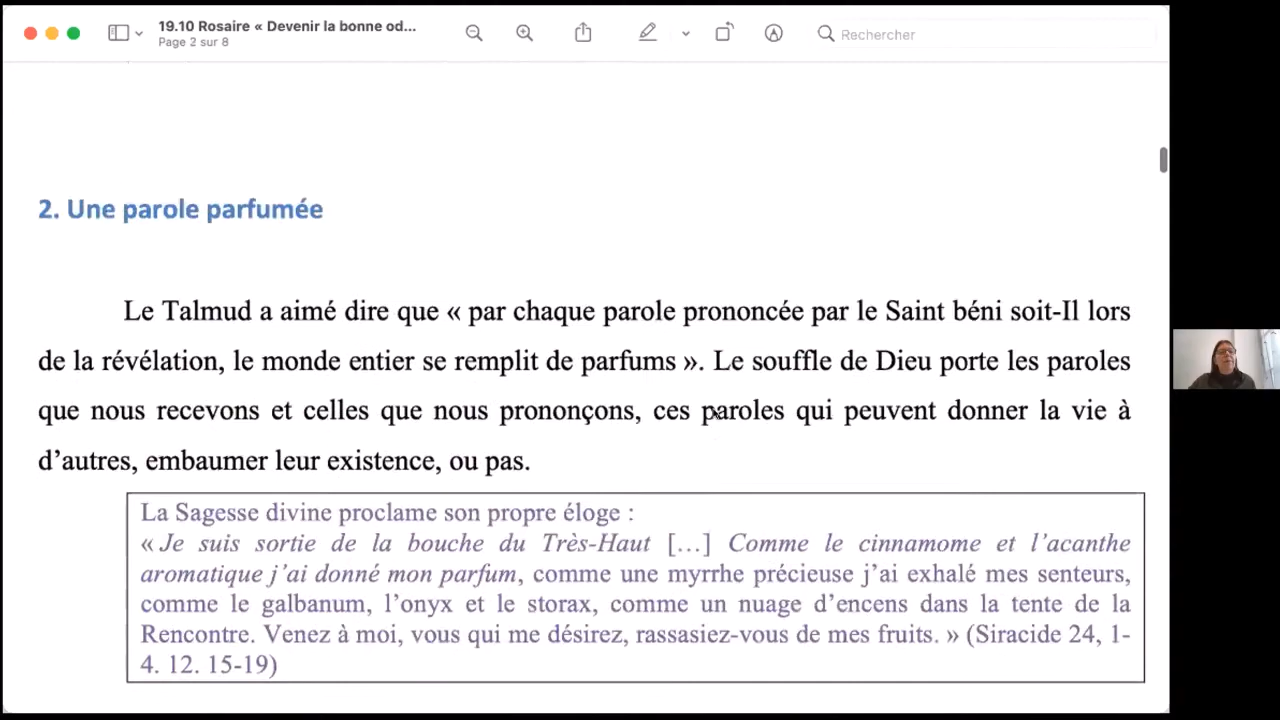 19.10 Rosaire « Devenir la bonne od...
Page 2 sur 8
Rechercher
2. Une parole parfumée
Le Talmud a aimé dire que « par chaque parole prononcée par le Saint béni soit-Il lors
de la révélation, le monde entier se remplit de parfums ». Le souffle de Dieu porte les paroles
que nous recevons et celles que nous prononçons, ces paroles qui peuvent donner la vie à
d’autres, embaumer leur existence, ou pas.
La Sagesse divine proclame son propre éloge :
« Je suis sortie de la bouche du Très-Haut […] Comme le cinnamome et l’acanthe
aromatique j’ai donné mon parfum, comme une myrrhe précieuse j’ai exhalé mes senteurs,
comme le galbanum, l’onyx et le storax, comme un nuage d’encens dans la tente de la
Rencontre. Venez à moi, vous qui me désirez, rassasiez-vous de mes fruits. » (Siracide 24, 1-
4. 12. 15-19)